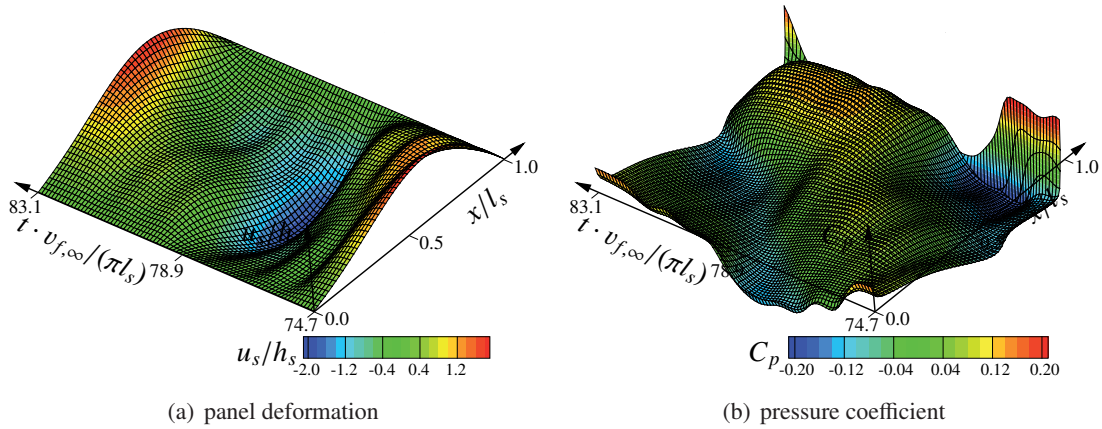 1.0
x/l_s
0.5
83.1
t · v_{f,∞}/(πl_s)
78.9
74.7
0.0
u_s/h_s
-2.0 -1.2 -0.4 0.4 1.2
(a) panel deformation
1.0
x/l_s
83.1
t · v_{f,∞}/(πl_s)
74.7
0.0
C_p
-0.20 -0.12 -0.04 0.04 0.12 0.20
(b) pressure coefficient